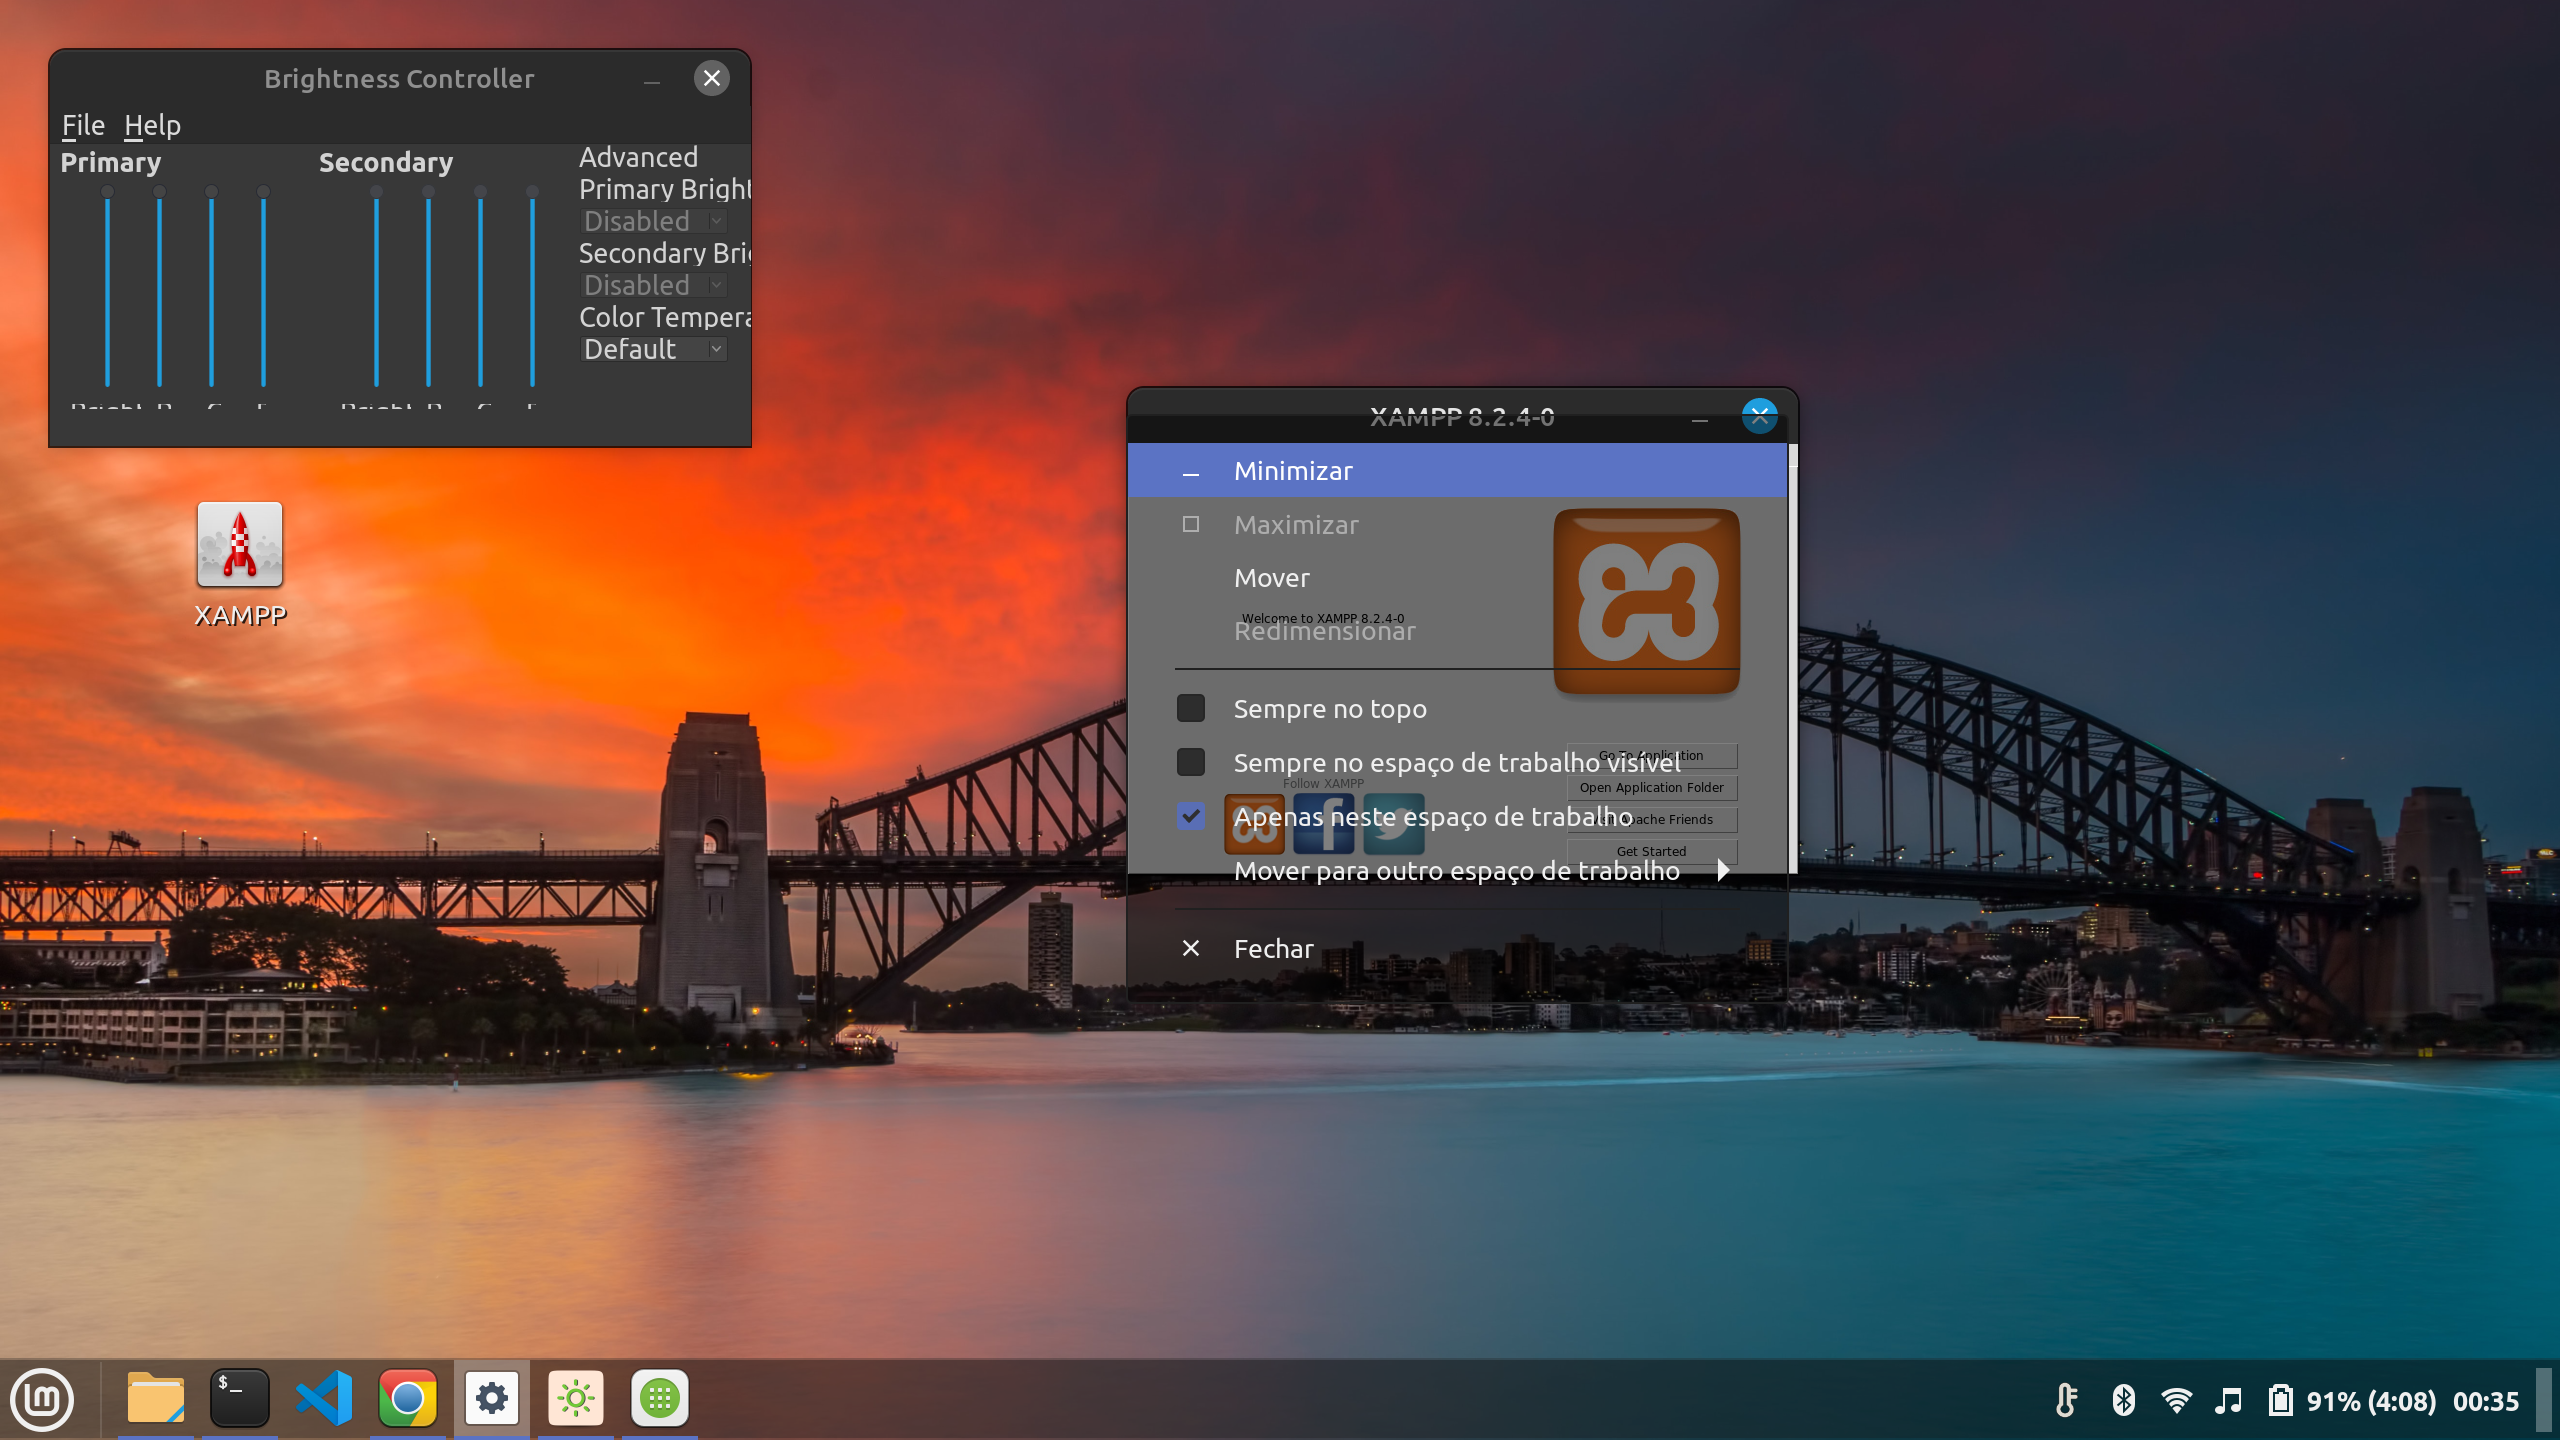 Brightness Controller
File Help
Primary
Secondary
Advanced
Primary Bright
Disabled
Secondary Brig
Disabled
Color Tempera
Default
XAMPP
XAMPP 8.2.4-0
Minimizar
Maximizar
Mover
Welcome to XAMPP 8.2.4-0
Redimensionar
Sempre no topo
Go To Application
Sempre no espaço de trabalho visível
Follow XAMPP
Open Application Folder
Apenas neste espaço de trabalho
Apache Friends
Get Started
Mover para outro espaço de trabalho
Fechar
$_
91% (4:08) 00:35